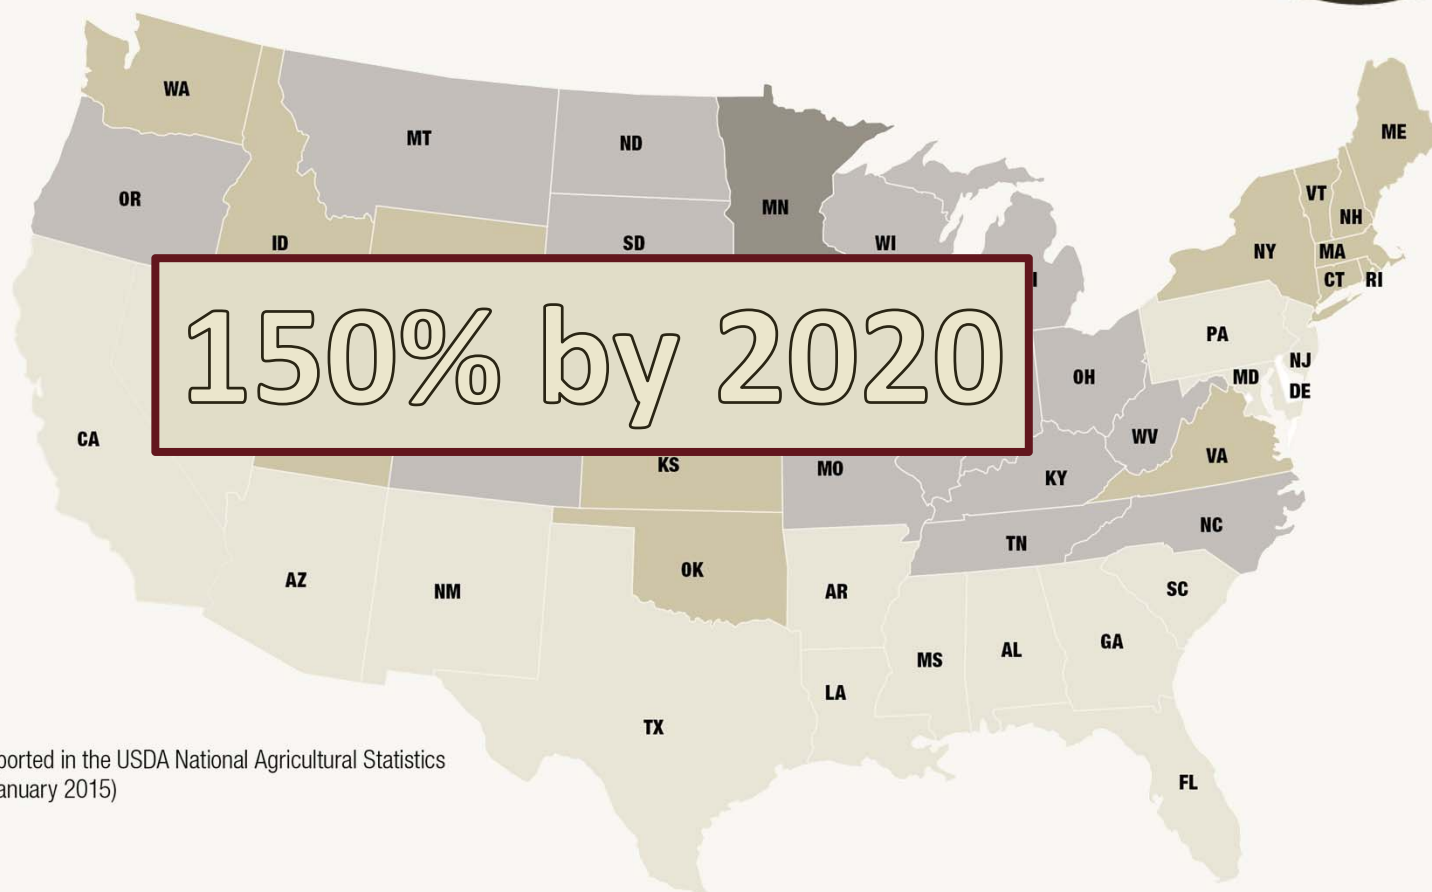 WA
MT
ND
ME
OR
MN
VT
NH
ID
SD
WI
NY
MA
CT
RI
150% by 2020
PA
NJ
OH
MD
DE
CA
WV
KS
MO
KY
VA
NC
TN
AZ
NM
OK
AR
SC
MS
AL
GA
LA
TX
ported in the USDA National Agricultural Statistics
anuary 2015)
FL